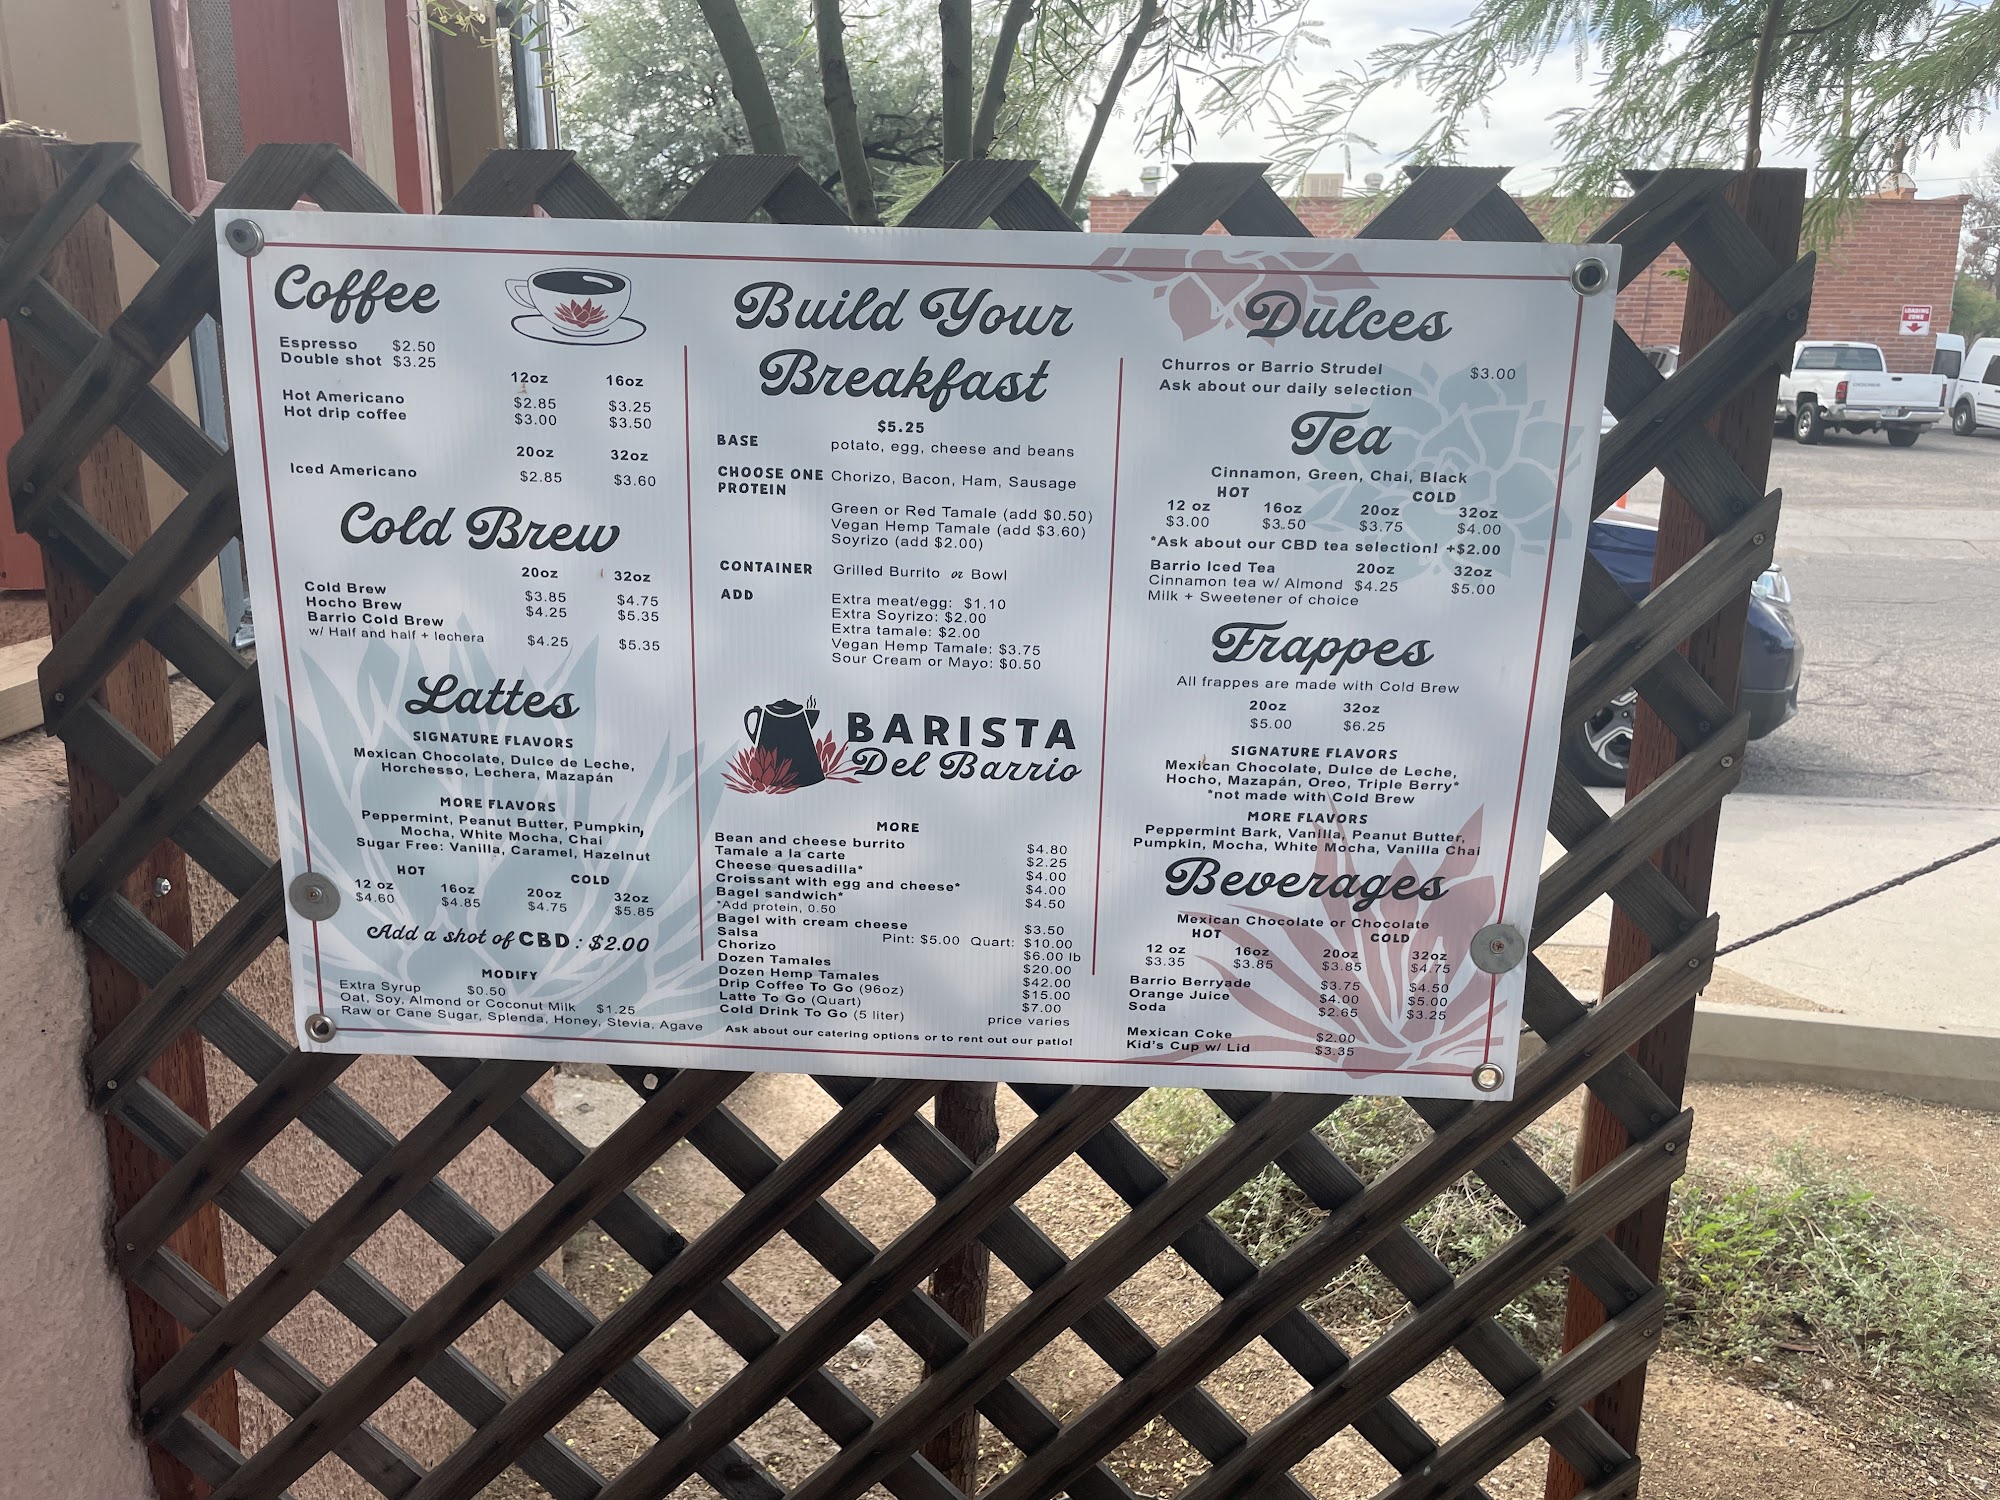 Coffee
Espresso $2.50
Double shot $3.25
12oz 16oz
Hot Americano $2.85 $3.25
Hot drip coffee $3.00 $3.50
20oz 32oz
Iced Americano $2.85 $3.60
Cold Brew
20oz 32oz
Cold Brew $3.85 $4.75
Hocho Brew $4.25 $5.35
Barrio Cold Brew
w/ Half and half + lechera $4.25 $5.35
Lattes
SIGNATURE FLAVORS
Mexican Chocolate, Dulce de Leche,
Horchesso, Lechera, Mazapán
MORE FLAVORS
Peppermint, Peanut Butter, Pumpkin,
Mocha, White Mocha, Chai
Sugar Free: Vanilla, Caramel, Hazelnut
HOT COLD
12 oz 16oz 20oz 32oz
$4.60 $4.85 $4.75 $5.85
Add a shot of CBD: $2.00
MODIFY
Extra Syrup $0.50
Oat, Soy, Almond or Coconut Milk $1.25
Raw or Cane Sugar, Splenda, Honey, Stevia, Agave
Build Your
Breakfast
$5.25
BASE potato, egg, cheese and beans
CHOOSE ONE Chorizo, Bacon, Ham, Sausage
PROTEIN
Green or Red Tamale (add $0.50)
Vegan Hemp Tamale (add $3.60)
Soyrizo (add $2.00)
CONTAINER Grilled Burrito or Bowl
ADD Extra meat/egg: $1.10
Extra Soyrizo: $2.00
Extra tamale: $2.00
Vegan Hemp Tamale: $3.75
Sour Cream or Mayo: $0.50
BARISTA
Del Barrio
MORE
Bean and cheese burrito $4.80
Tamale a la carte $2.25
Cheese quesadilla* $4.00
Croissant with egg and cheese* $4.00
Bagel sandwich* $4.50
*Add protein, 0.50
Bagel with cream cheese $3.50
Salsa Pint: $5.00 Quart: $10.00
Chorizo $6.00 lb
Dozen Tamales $20.00
Dozen Hemp Tamales $42.00
Drip Coffee To Go (96oz) $15.00
Latte To Go (Quart) $7.00
Cold Drink To Go (5 liter) price varies
Ask about our catering options or to rent out our patio!
Dulces
Churros or Barrio Strudel $3.00
Ask about our daily selection
Tea
Cinnamon, Green, Chai, Black
HOT COLD
12 oz 16oz 20oz 32oz
$3.00 $3.50 $3.75 $4.00
*Ask about our CBD tea selection! +$2.00
Barrio Iced Tea 20oz 32oz
Cinnamon tea w/ Almond $4.25 $5.00
Milk + Sweetener of choice
Frappes
All frappes are made with Cold Brew
20oz 32oz
$5.00 $6.25
SIGNATURE FLAVORS
Mexican Chocolate, Dulce de Leche,
Hocho, Mazapán, Oreo, Triple Berry*
*not made with Cold Brew
MORE FLAVORS
Peppermint Bark, Vanilla, Peanut Butter,
Pumpkin, Mocha, White Mocha, Vanilla Chai
Beverages
Mexican Chocolate or Chocolate
HOT COLD
12 oz 16oz 20oz 32oz
$3.35 $3.85 $3.85 $4.75
Barrio Berryade $3.75 $4.50
Orange Juice $4.00 $5.00
Soda $2.65 $3.25
Mexican Coke $2.00
Kid's Cup w/ Lid $3.35
LOADING
ZONE